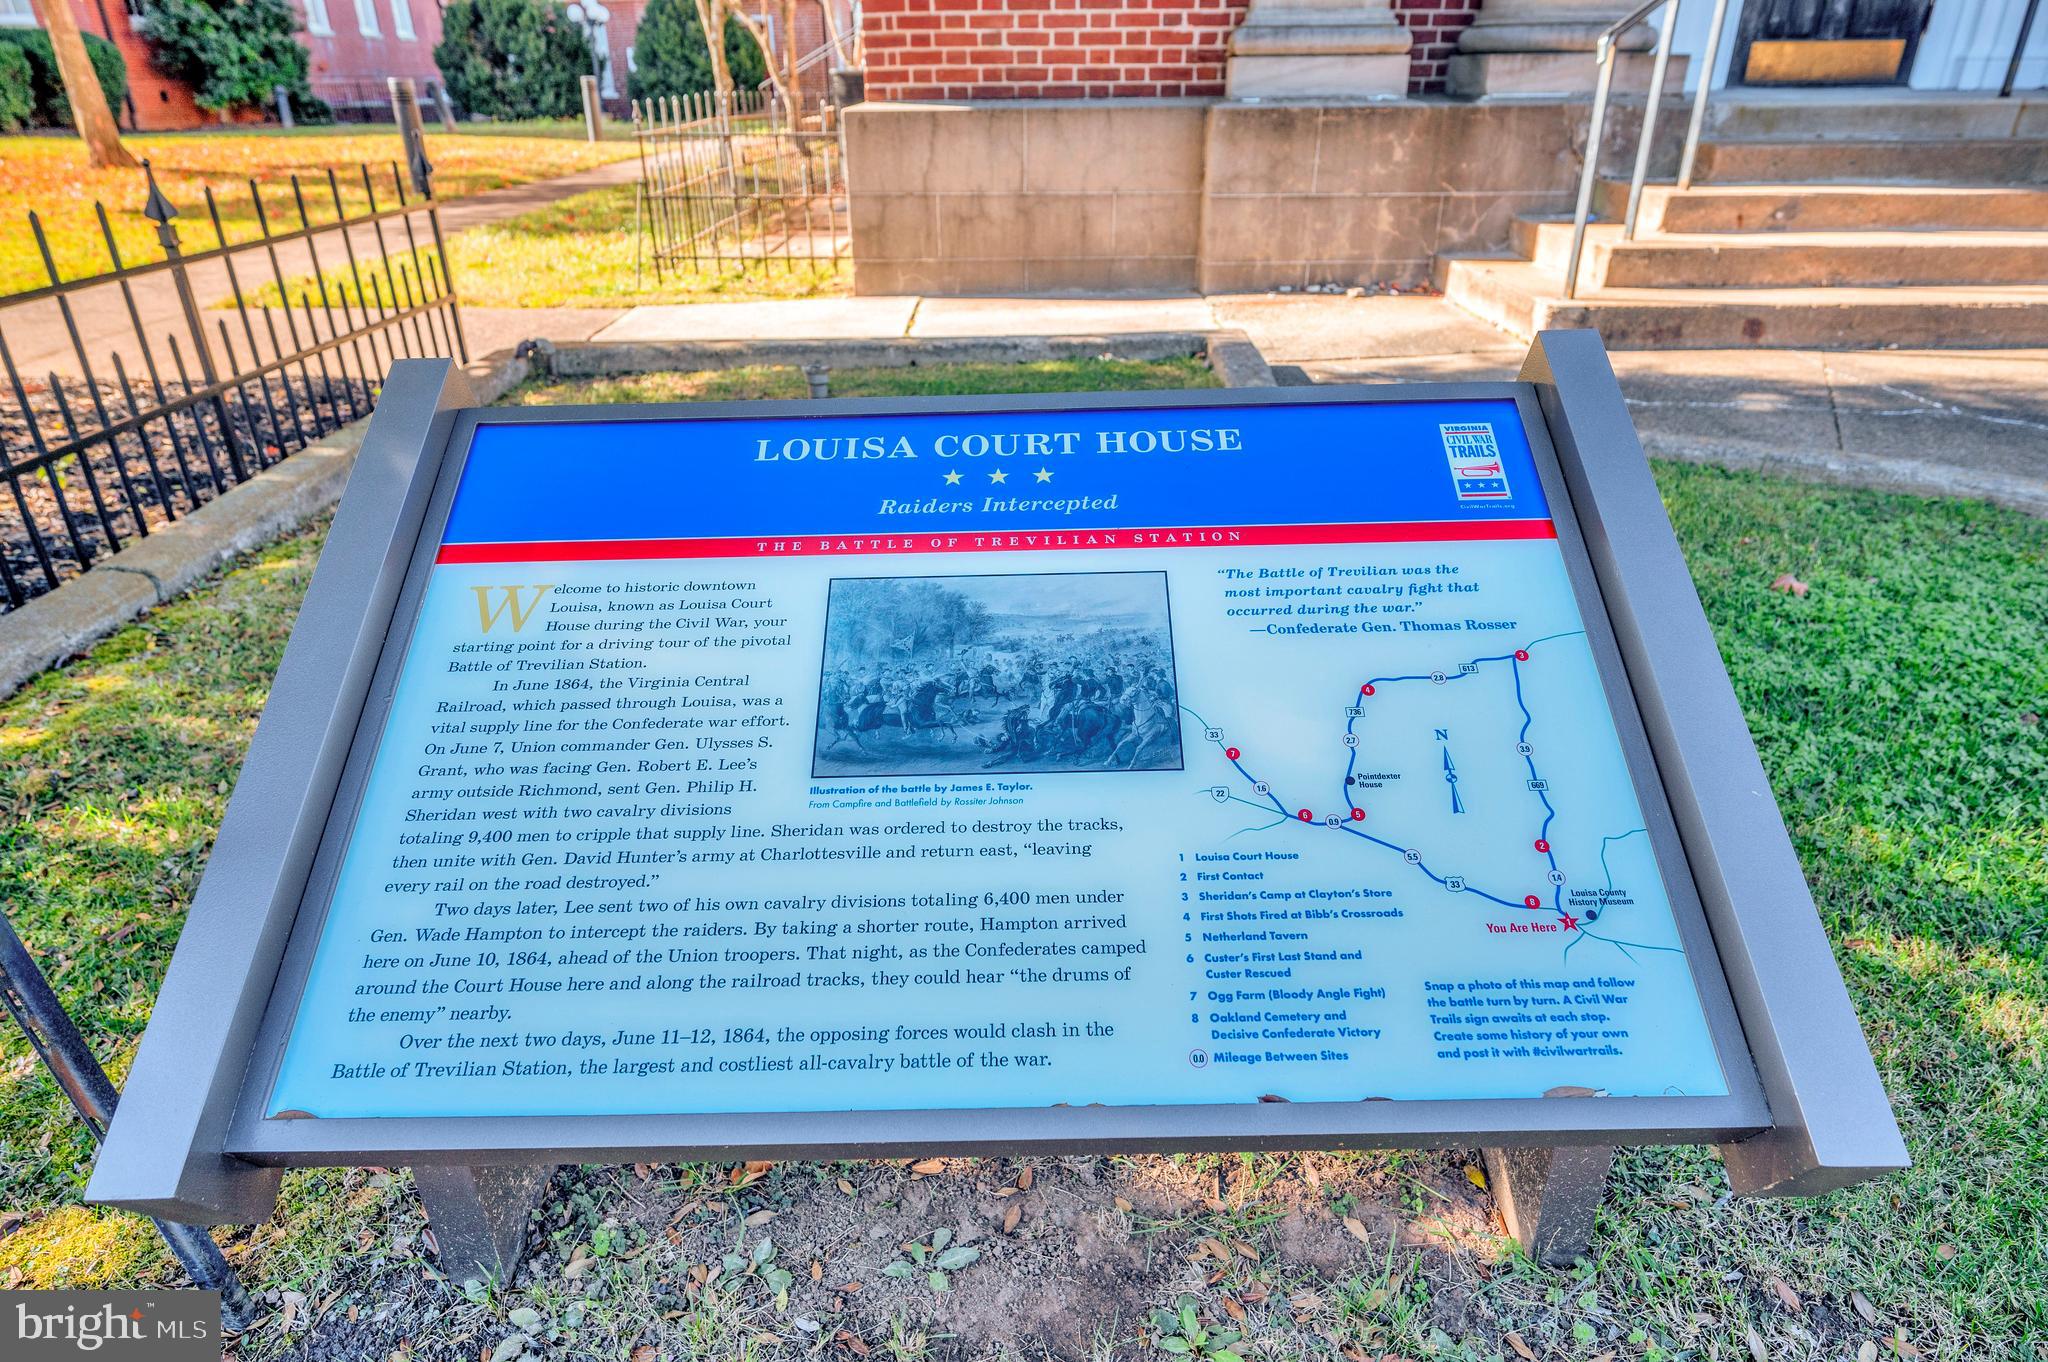 LOUISA COURT HOUSE
Raiders Intercepted
VIRGINIA
CIVIL WAR
TRAILS
CivilWarTrails.org
THE BATTLE OF TREVILIAN STATION
Welcome to historic downtown
Louisa, known as Louisa Court
House during the Civil War, your
starting point for a driving tour of the pivotal
Battle of Trevilian Station.
In June 1864, the Virginia Central
Railroad, which passed through Louisa, was a
vital supply line for the Confederate war effort.
On June 7, Union commander Gen. Ulysses S.
Grant, who was facing Gen. Robert E. Lee's
army outside Richmond, sent Gen. Philip H.
Sheridan west with two cavalry divisions
totaling 9,400 men to cripple that supply line. Sheridan was ordered to destroy the tracks,
then unite with Gen. David Hunter's army at Charlottesville and return east, "leaving
every rail on the road destroyed."
Two days later, Lee sent two of his own cavalry divisions totaling 6,400 men under
Gen. Wade Hampton to intercept the raiders. By taking a shorter route, Hampton arrived
here on June 10, 1864, ahead of the Union troopers. That night, as the Confederates camped
around the Court House here and along the railroad tracks, they could hear "the drums of
the enemy" nearby.
Over the next two days, June 11–12, 1864, the opposing forces would clash in the
Battle of Trevilian Station, the largest and costliest all-cavalry battle of the war.
Illustration of the battle by James E. Taylor.
From Campfire and Battlefield by Rossiter Johnson
"The Battle of Trevilian was the
most important cavalry fight that
occurred during the war."
—Confederate Gen. Thomas Rosser
3
613
2.8
4
736
2.7
N
33
7
3.9
669
Pointdexter
House
1.6
22
6
0.9
5
2
5.5
33
1.4
8
Louisa County
History Museum
You Are Here
1
1 Louisa Court House
2 First Contact
3 Sheridan's Camp at Clayton's Store
4 First Shots Fired at Bibb's Crossroads
5 Netherland Tavern
6 Custer's First Last Stand and
Custer Rescued
7 Ogg Farm (Bloody Angle Fight)
8 Oakland Cemetery and
Decisive Confederate Victory
0.0 Mileage Between Sites
Snap a photo of this map and follow
the battle turn by turn. A Civil War
Trails sign awaits at each stop.
Create some history of your own
and post it with #civilwartrails.
bright™ MLS